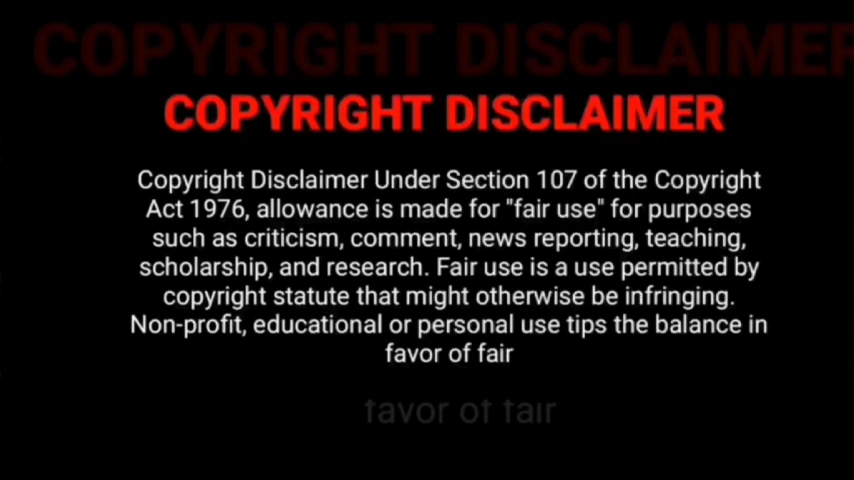 COPYRIGHT DISCLAIMER
COPYRIGHT DISCLAIMER
Copyright Disclaimer Under Section 107 of the Copyright
Act 1976, allowance is made for "fair use" for purposes
such as criticism, comment, news reporting, teaching,
scholarship, and research. Fair use is a use permitted by
copyright statute that might otherwise be infringing.
Non-profit, educational or personal use tips the balance in
favor of fair
favor of fair